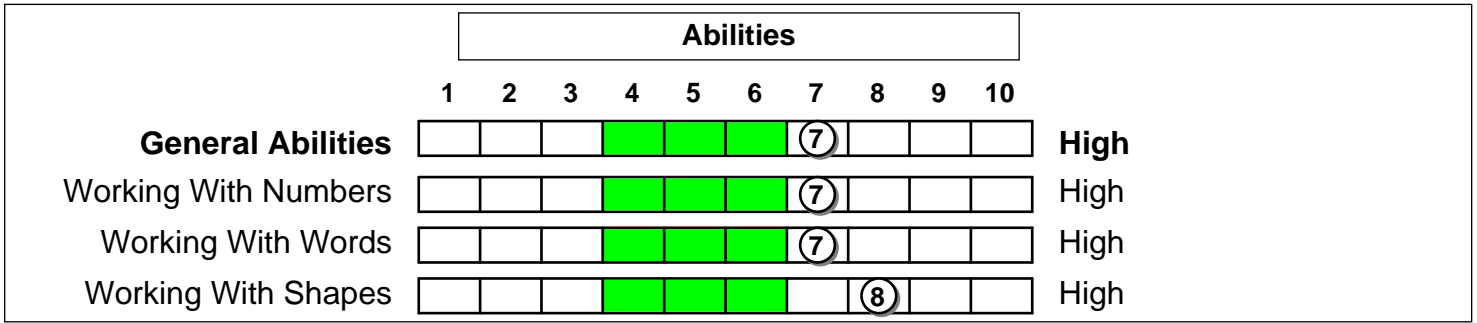 Abilities
1 2 3 4 5 6 7 8 9 10
General Abilities 7 High
Working With Numbers 7 High
Working With Words 7 High
Working With Shapes 8 High